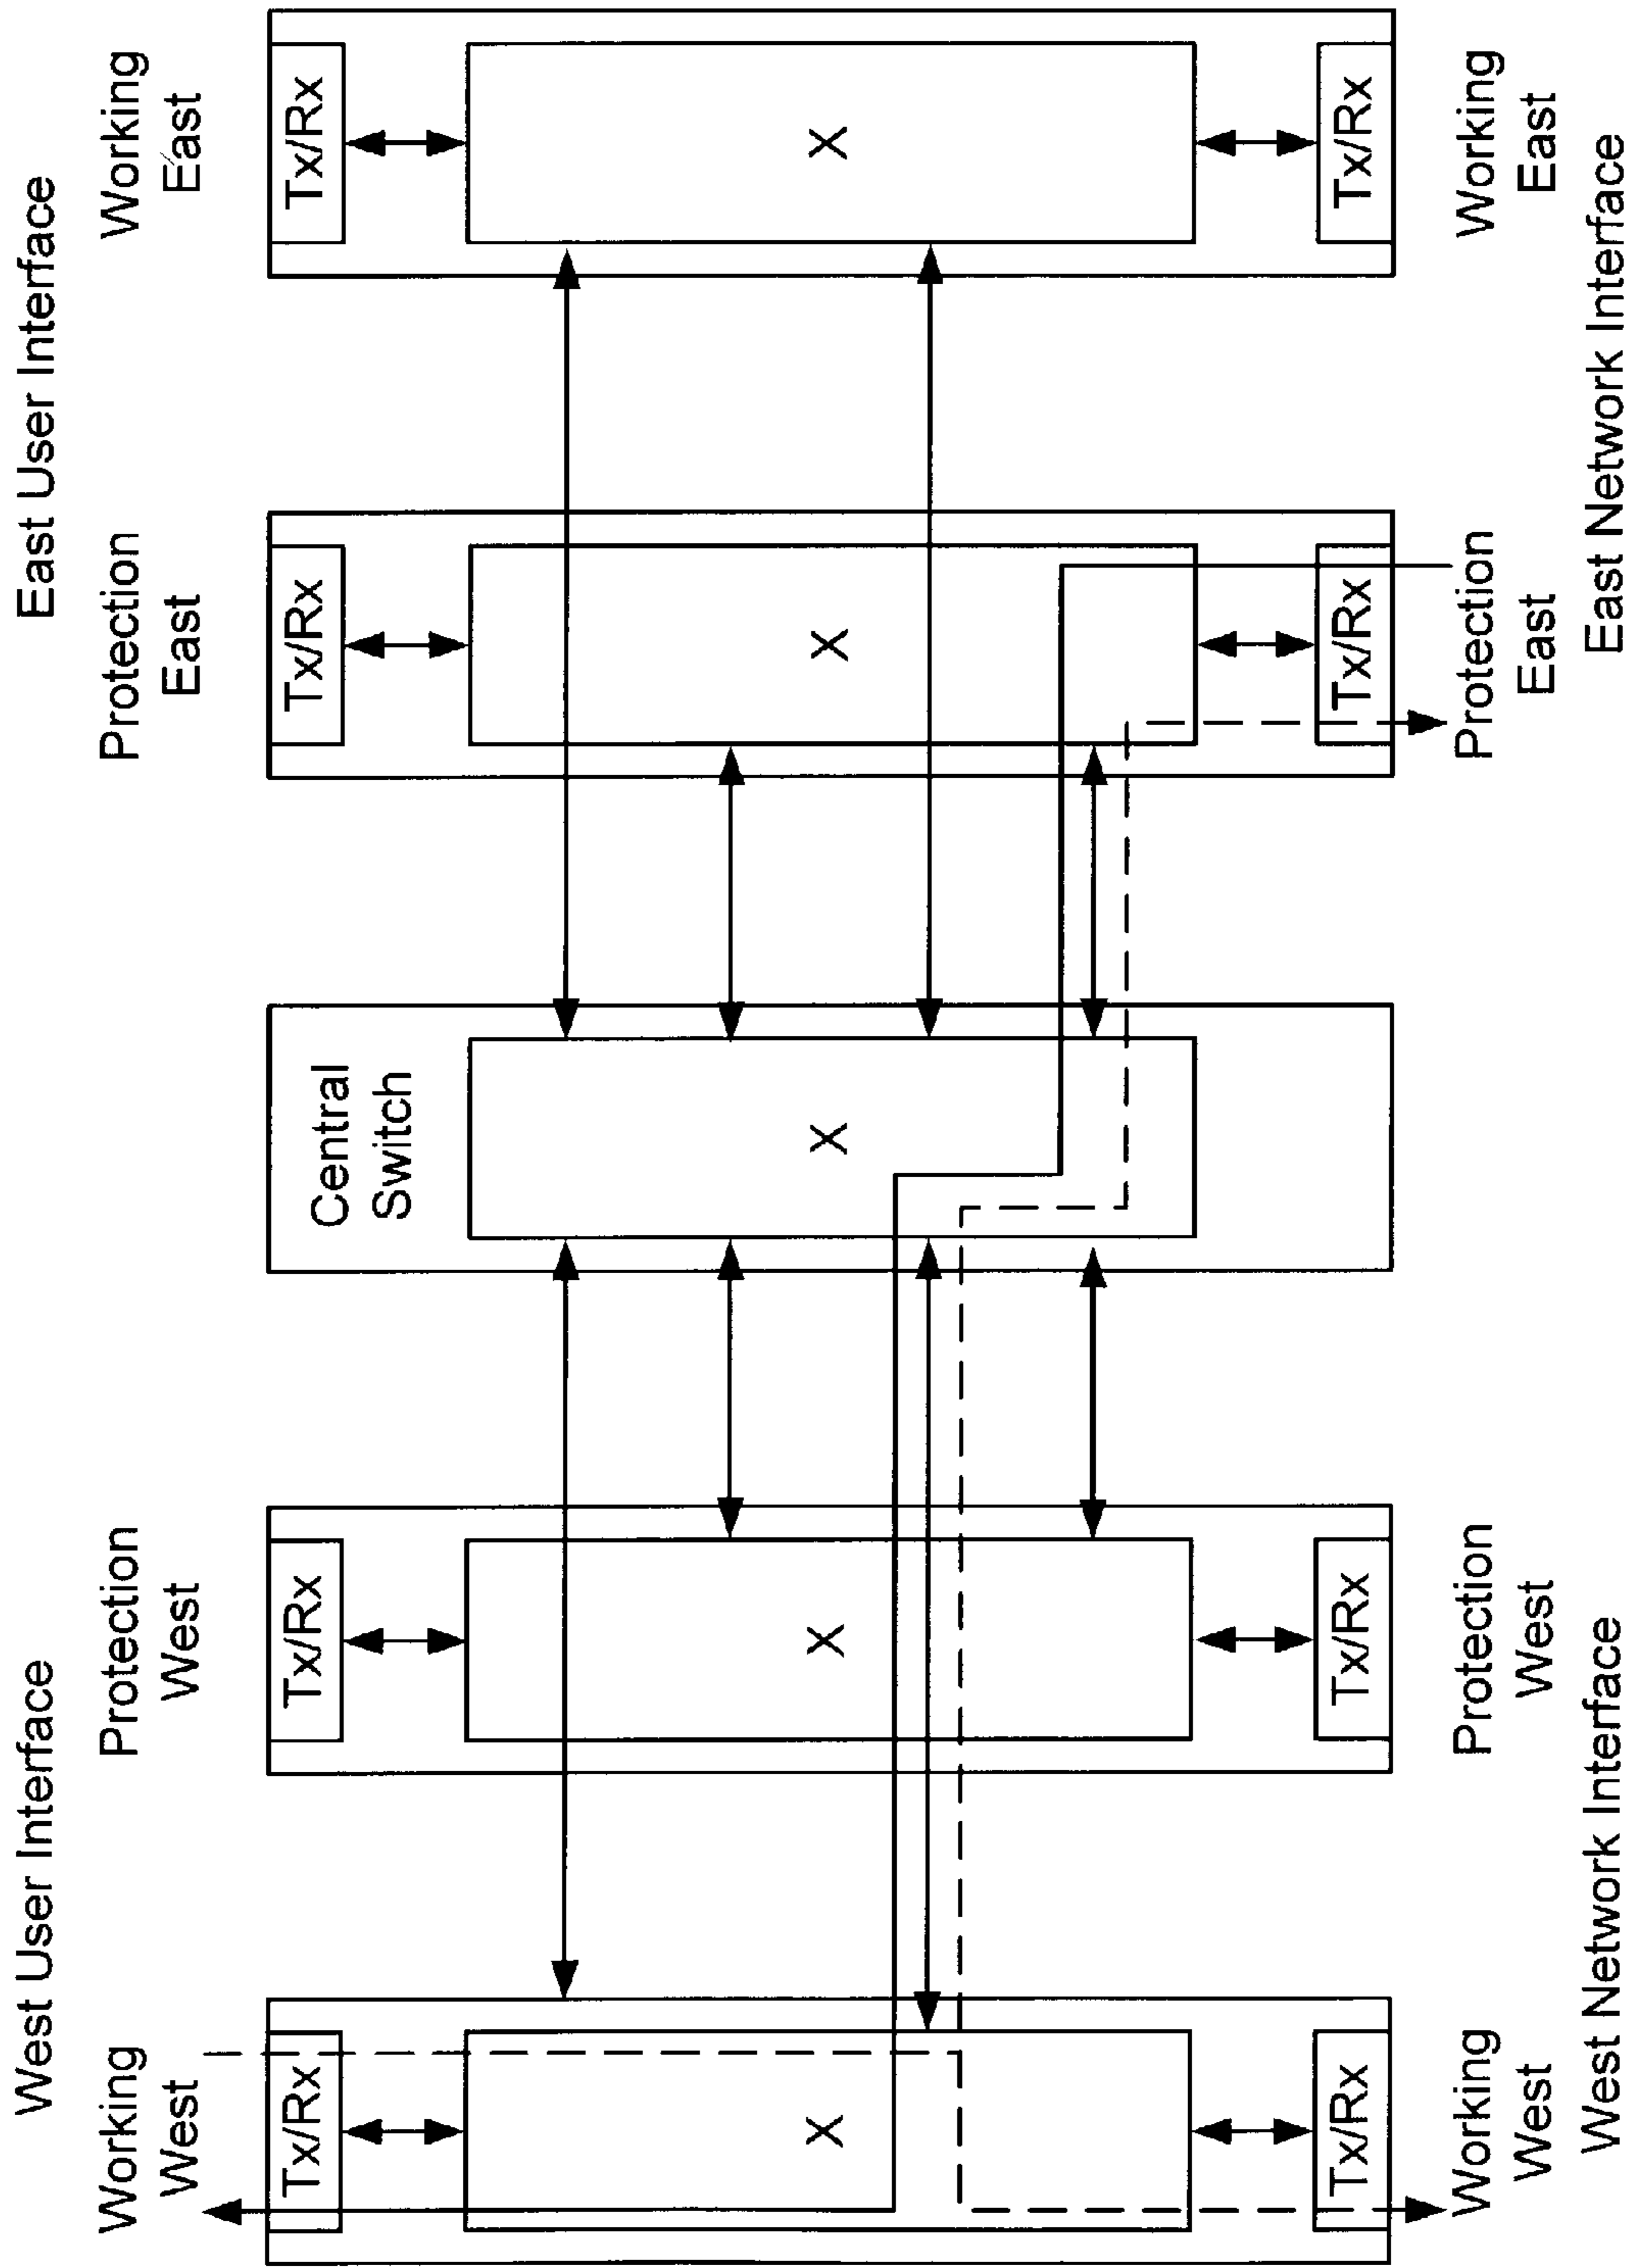 West User Interface
East User Interface
Working
West
Protection
West
Protection
East
Working
East
Tx/Rx
Tx/Rx
Central
Switch
Tx/Rx
Tx/Rx
X
X
X
X
X
Tx/Rx
Tx/Rx
Tx/Rx
Tx/Rx
Working
West
Protection
West
Protection
East
Working
East
West Network Interface
East Network Interface